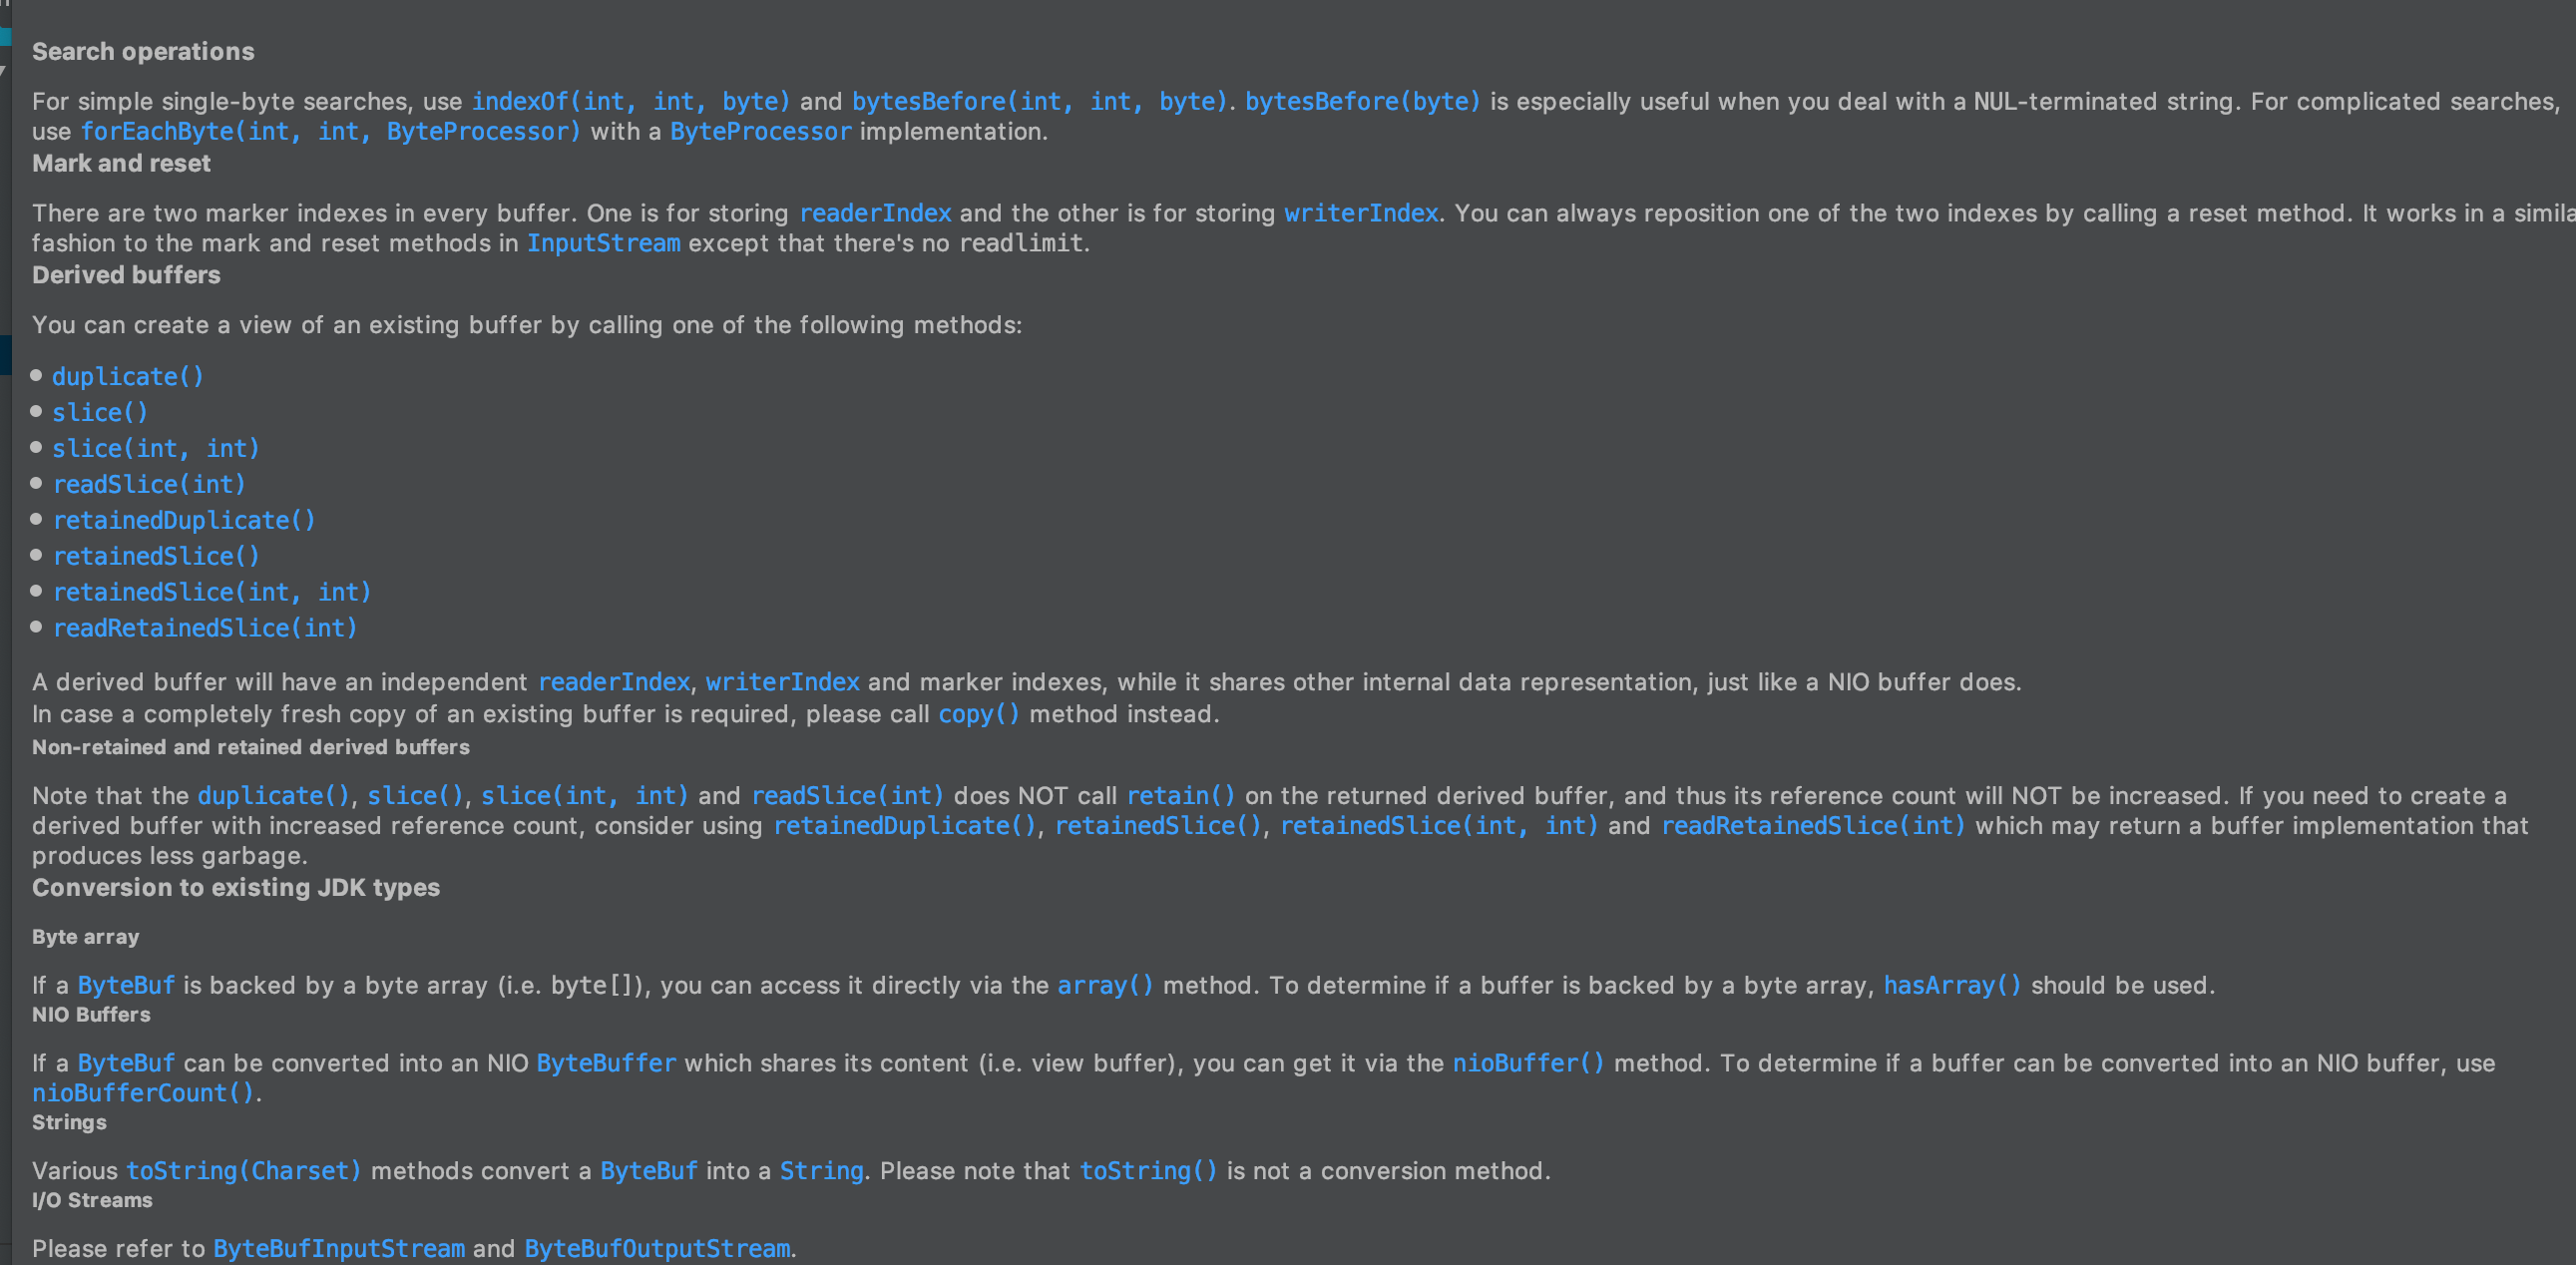 Search operations
For simple single-byte searches, use indexOf(int, int, byte) and bytesBefore(int, int, byte). bytesBefore(byte) is especially useful when you deal with a NUL-terminated string. For complicated searches,
use forEachByte(int, int, ByteProcessor) with a ByteProcessor implementation.
Mark and reset
There are two marker indexes in every buffer. One is for storing readerIndex and the other is for storing writerIndex. You can always reposition one of the two indexes by calling a reset method. It works in a simila
fashion to the mark and reset methods in InputStream except that there's no readlimit.
Derived buffers
You can create a view of an existing buffer by calling one of the following methods:
• duplicate()
• slice()
• slice(int, int)
• readSlice(int)
• retainedDuplicate()
• retainedSlice()
• retainedSlice(int, int)
• readRetainedSlice(int)
A derived buffer will have an independent readerIndex, writerIndex and marker indexes, while it shares other internal data representation, just like a NIO buffer does.
In case a completely fresh copy of an existing buffer is required, please call copy() method instead.
Non-retained and retained derived buffers
Note that the duplicate(), slice(), slice(int, int) and readSlice(int) does NOT call retain() on the returned derived buffer, and thus its reference count will NOT be increased. If you need to create a
derived buffer with increased reference count, consider using retainedDuplicate(), retainedSlice(), retainedSlice(int, int) and readRetainedSlice(int) which may return a buffer implementation that
produces less garbage.
Conversion to existing JDK types
Byte array
If a ByteBuf is backed by a byte array (i.e. byte[]), you can access it directly via the array() method. To determine if a buffer is backed by a byte array, hasArray() should be used.
NIO Buffers
If a ByteBuf can be converted into an NIO ByteBuffer which shares its content (i.e. view buffer), you can get it via the nioBuffer() method. To determine if a buffer can be converted into an NIO buffer, use
nioBufferCount().
Strings
Various toString(Charset) methods convert a ByteBuf into a String. Please note that toString() is not a conversion method.
I/O Streams
Please refer to ByteBufInputStream and ByteBufOutputStream.